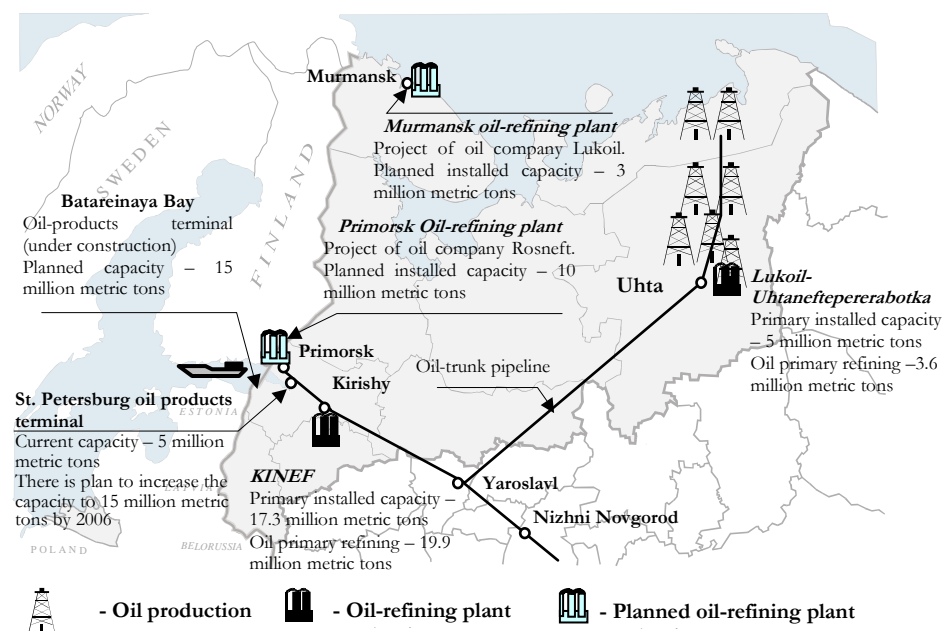 NORWAY
SWEDEN
FINLAND
Murmansk
Murmansk oil-refining plant
Project of oil company Lukoil.
Planned installed capacity – 3
million metric tons
Batareinaya Bay
Oil-products terminal
(under construction)
Planned capacity – 15
million metric tons
Primorsk Oil-refining plant
Project of oil company Rosneft.
Planned installed capacity – 10
million metric tons
Uhta
Lukoil-
Uhtaneftepererabotka
Primary installed capacity
– 5 million metric tons
Oil primary refining –3.6
million metric tons
Primorsk
Kirishy
Oil-trunk pipeline
St. Petersburg oil products
terminal
Current capacity – 5 million
metric tons
There is plan to increase the
capacity to 15 million metric
tons by 2006
ESTONIA
LATVIA
POLAND
BELORUSSIA
KINEF
Primary installed capacity –
17.3 million metric tons
Oil primary refining – 19.9
million metric tons
Yaroslavl
Nizhni Novgorod
- Oil production
- Oil-refining plant
- Planned oil-refining plant